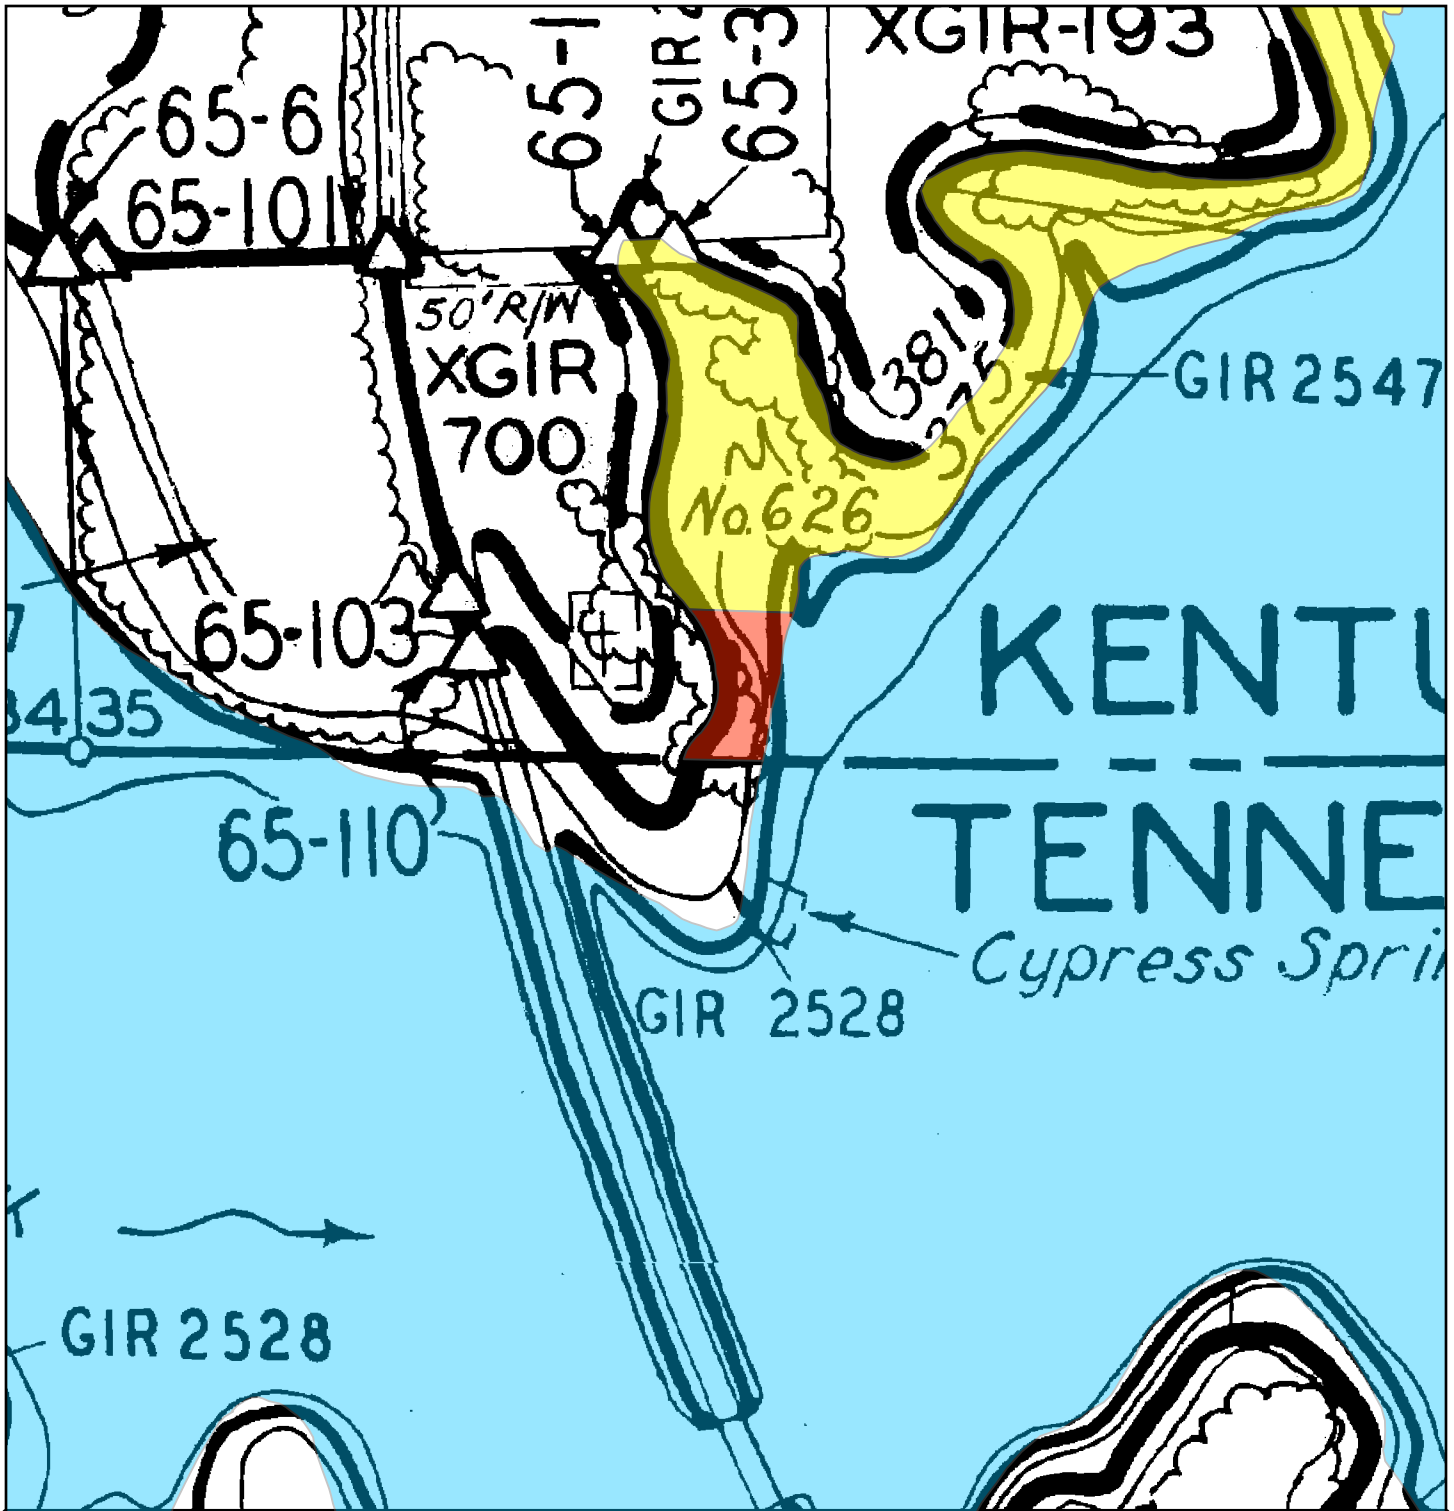 XGIR-193
65-1
GIR
65-3
65-6
65-101
50' R/W
XGIR
700
381
375
GIR 2547
No. 626
65-103
KENTU
34 35
TENNE
65-110
Cypress Sprin
GIR 2528
GIR 2528